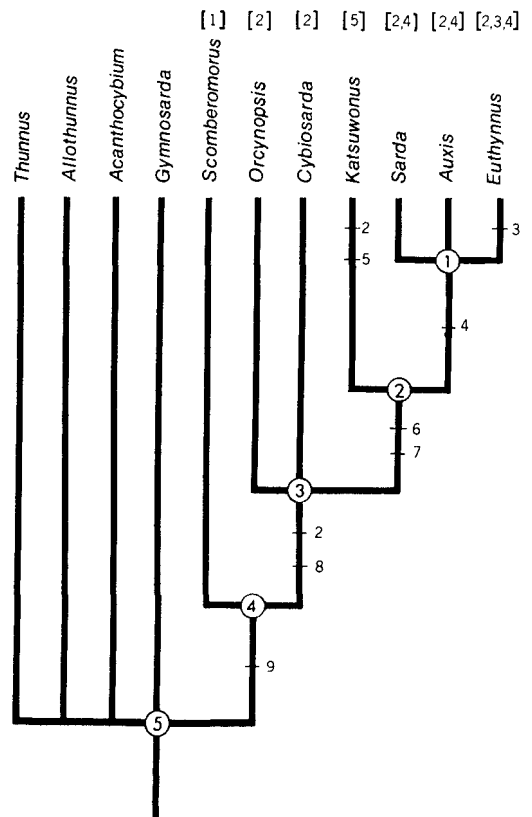 [1] [2] [2] [5] [2,4] [2,4] [2,3,4]
Thunnus
Allothunnus
Acanthocybium
Gymnosarda
Scomberomorus
Orcynopsis
Cybiosarda
Katsuwonus
Sarda
Auxis
Euthynnus
2
3
5
1
4
2
6
7
3
2
8
4
9
5